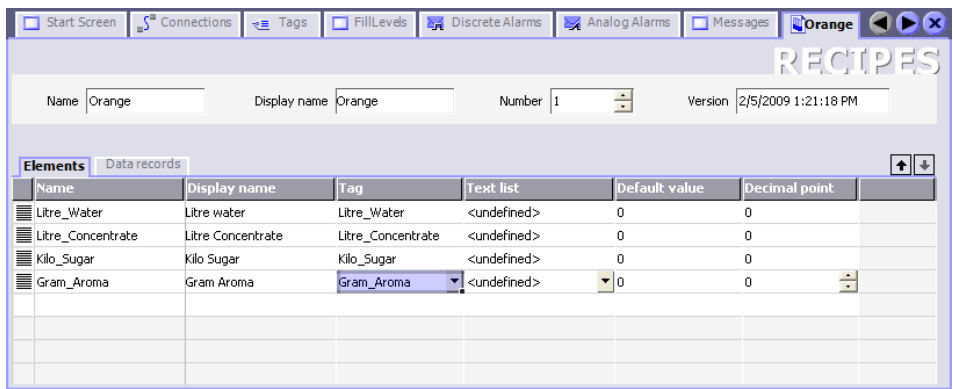 Start Screen Connections Tags FillLevels Discrete Alarms Analog Alarms Messages Orange
RECIPES
Name Orange Display name Orange Number 1 Version 2/5/2009 1:21:18 PM
Elements Data records
Name Display name Tag Text list Default value Decimal point
Litre_Water Litre water Litre_Water <undefined> 0 0
Litre_Concentrate Litre Concentrate Litre_Concentrate <undefined> 0 0
Kilo_Sugar Kilo Sugar Kilo_Sugar <undefined> 0 0
Gram_Aroma Gram Aroma Gram_Aroma <undefined> 0 0